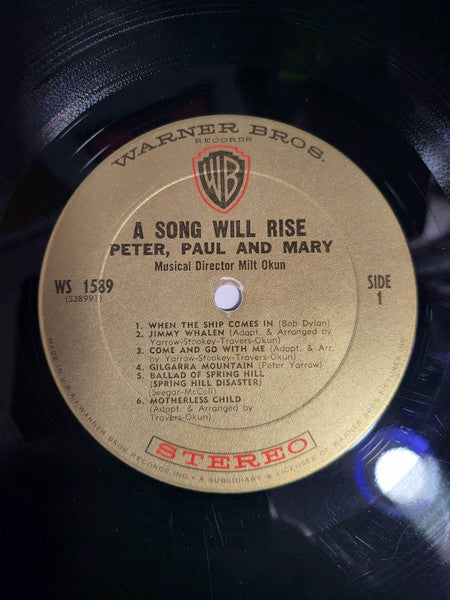 WARNER BROS.
RECORDS
WB
A SONG WILL RISE
PETER, PAUL AND MARY
Musical Director Milt Okun
WS 1589
(S38991)
SIDE
1
1. WHEN THE SHIP COMES IN (Bob Dylan)
2. JIMMY WHALEN (Adapt. & Arranged by
Yarrow-Stookey-Travers-Okun)
3. COME AND GO WITH ME (Adapt. & Arr.
by Yarrow-Stookey-Travers-Okun)
4. GILGARRA MOUNTAIN (Peter Yarrow)
5. BALLAD OF SPRING HILL
(SPRING HILL DISASTER)
(Seegar-McColl)
6. MOTHERLESS CHILD
(Adapt. & Arranged by
Travers Okun)
STEREO
MADE IN U.S.A. WARNER BROS. RECORDS, INC. A SUBSIDIARY & LICENSEE OF WARNER BROS.